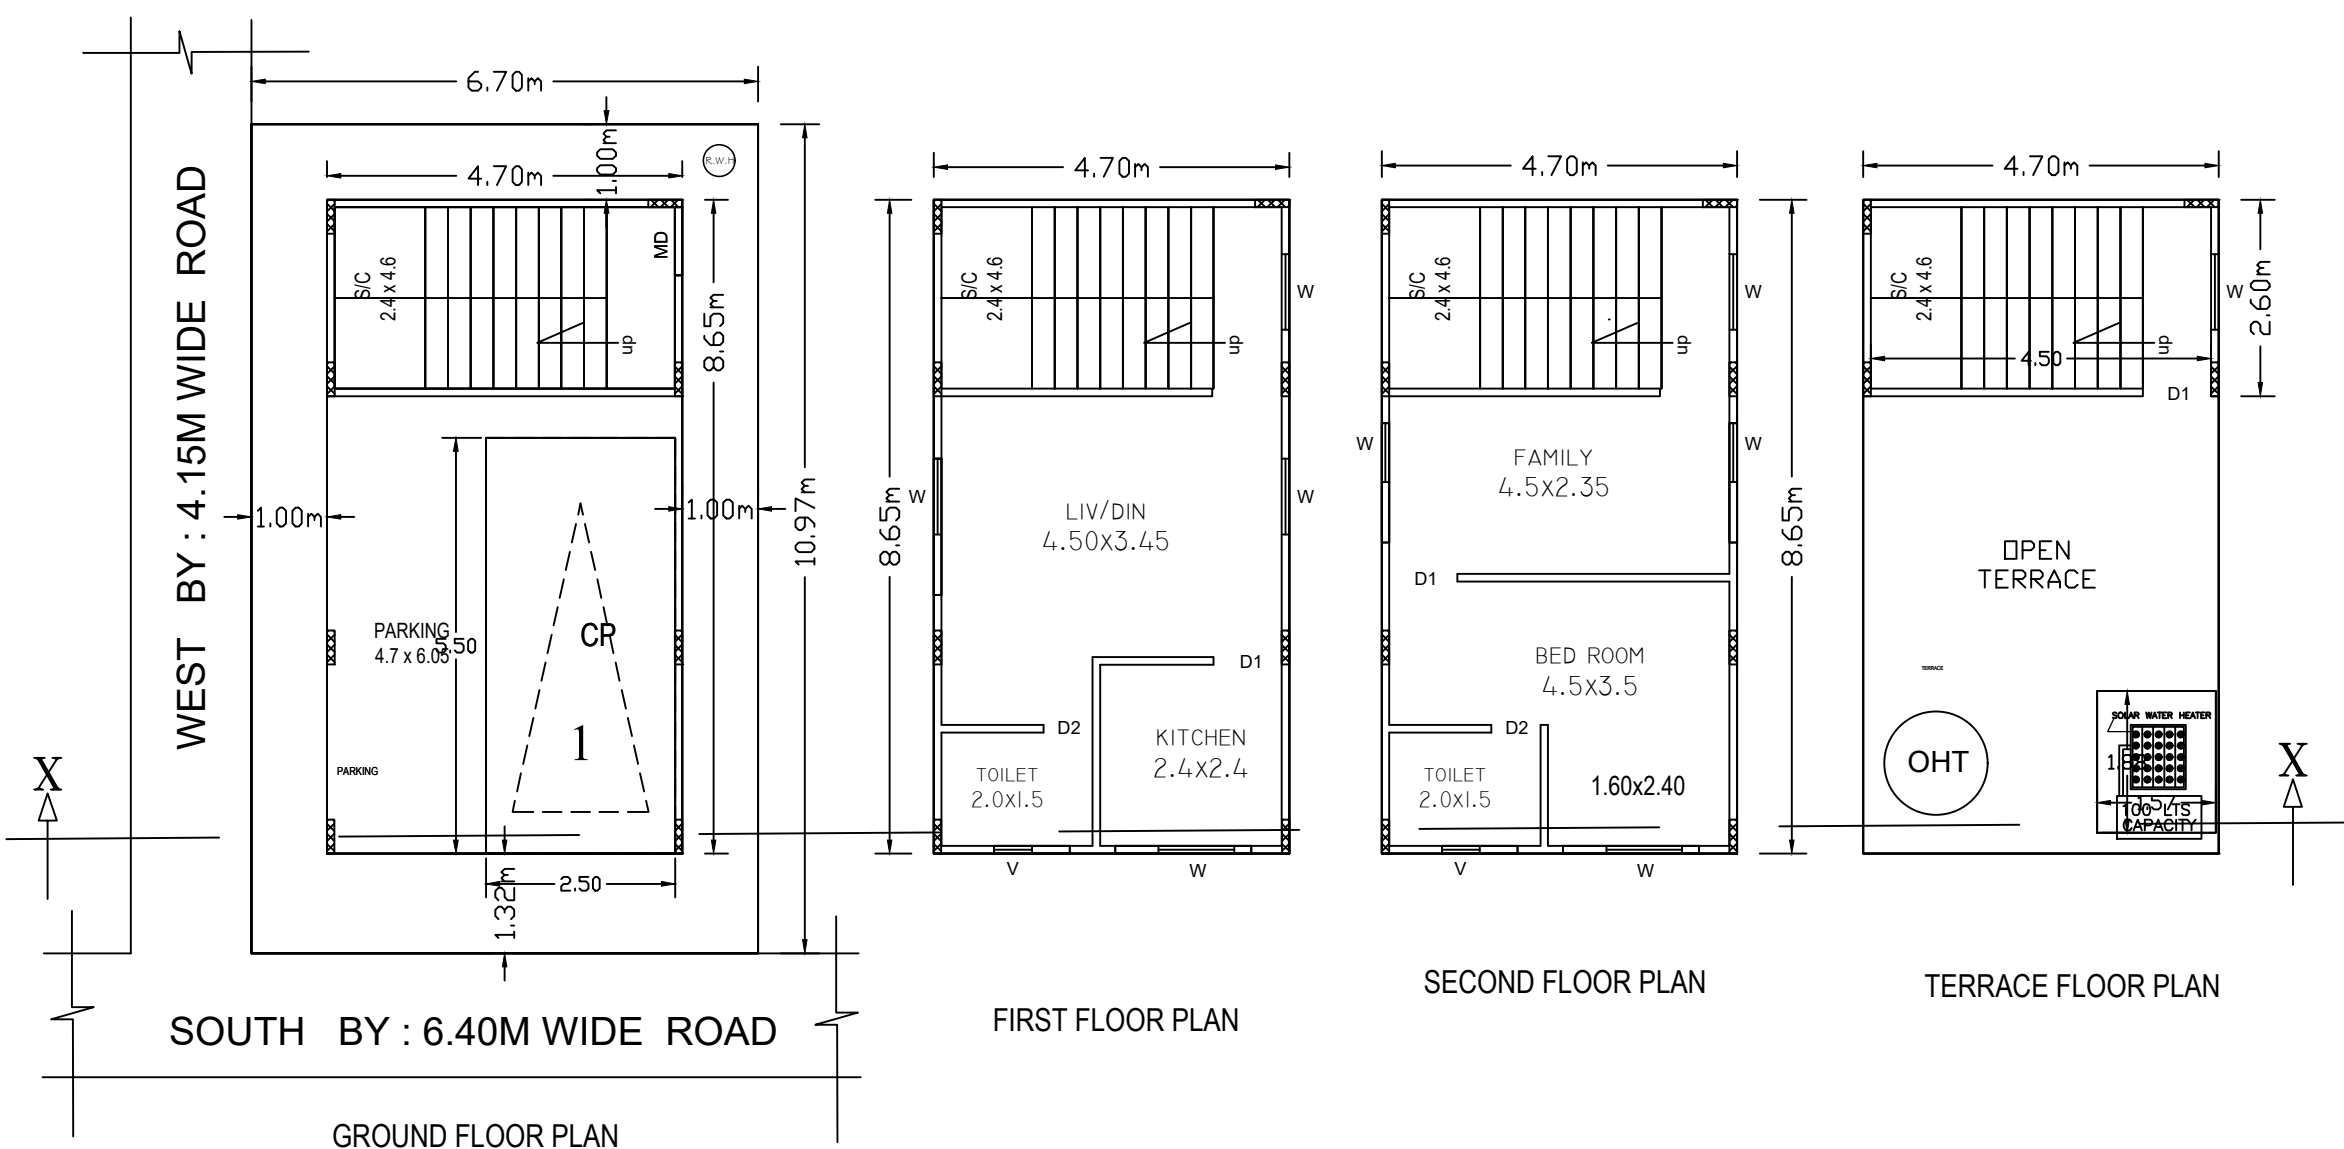 6.70m
1.00m
R.W.H
4.70m
S/C
2.4 x 4.6
MD
up
8.65m
10.97m
1.00m
1.00m
WEST BY : 4.15M WIDE ROAD
PARKING
4.7 x 6.05
5.50
CP
1
PARKING
2.50
1.32m
X
SOUTH BY : 6.40M WIDE ROAD
GROUND FLOOR PLAN
4.70m
S/C
2.4 x 4.6
W
up
8.65m
W
W
LIV/DIN
4.50x3.45
D1
D2
KITCHEN
2.4x2.4
TOILET
2.0x1.5
V
W
FIRST FLOOR PLAN
4.70m
S/C
2.4 x 4.6
W
up
W
W
FAMILY
4.5x2.35
8.65m
D1
BED ROOM
4.5x3.5
D2
TOILET
2.0x1.5
1.60x2.40
V
W
SECOND FLOOR PLAN
4.70m
S/C
2.4 x 4.6
W
2.60m
up
4.50
D1
OPEN
TERRACE
TERRACE
SOLAR WATER HEATER
OHT
1.57
100 LTS
CAPACITY
X
TERRACE FLOOR PLAN